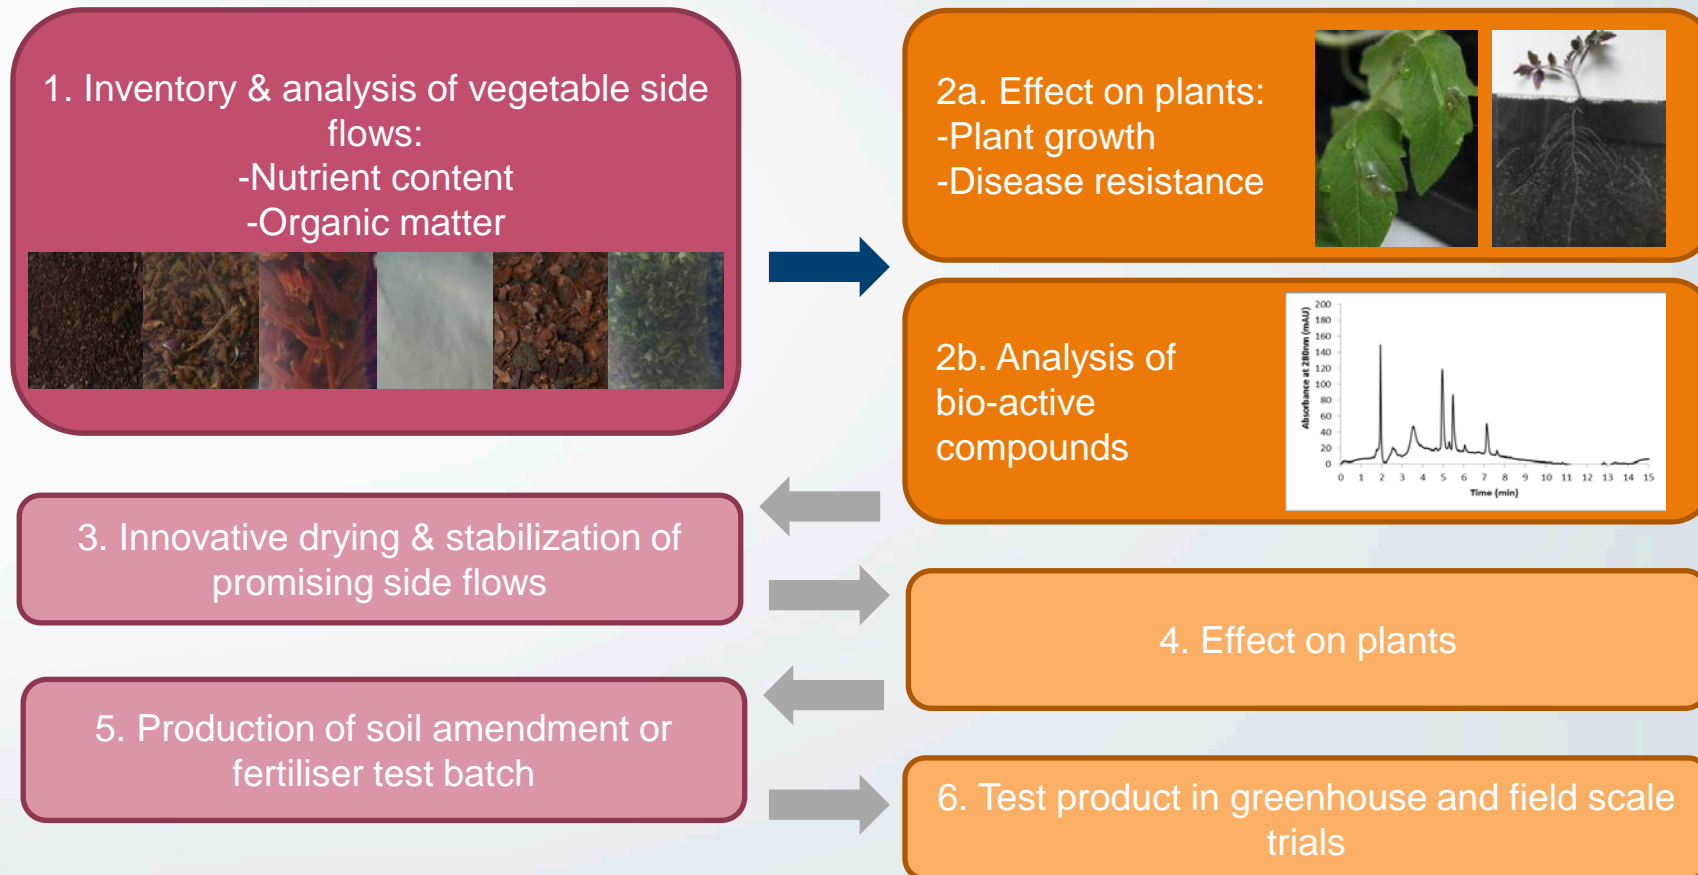 1. Inventory & analysis of vegetable side
flows:
-Nutrient content
-Organic matter
2a. Effect on plants:
-Plant growth
-Disease resistance
2b. Analysis of
bio-active
compounds
Absorbance at 280nm (mAU)
200
180
160
140
120
100
80
60
40
20
0
0 1 2 3 4 5 6 7 8 9 10 11 12 13 14 15
Time (min)
3. Innovative drying & stabilization of
promising side flows
4. Effect on plants
5. Production of soil amendment or
fertiliser test batch
6. Test product in greenhouse and field scale
trials